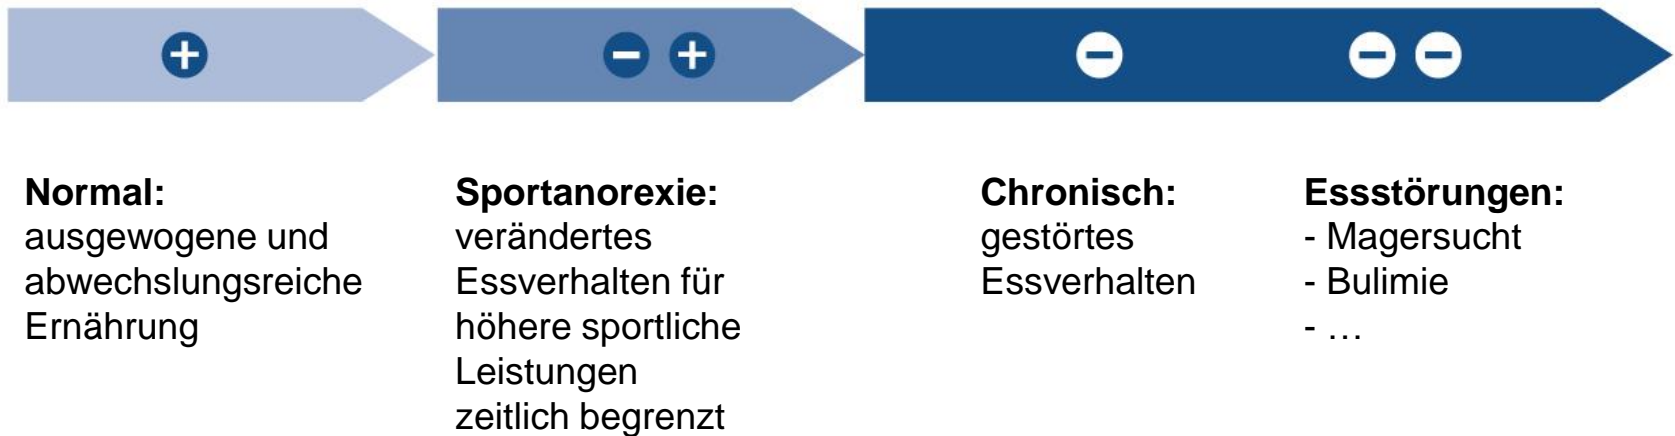 Normal:
ausgewogene und
abwechslungsreiche
Ernährung
Sportanorexie:
verändertes
Essverhalten für
höhere sportliche
Leistungen
zeitlich begrenzt
Chronisch:
gestörtes
Essverhalten
Essstörungen:
- Magersucht
- Bulimie
- …